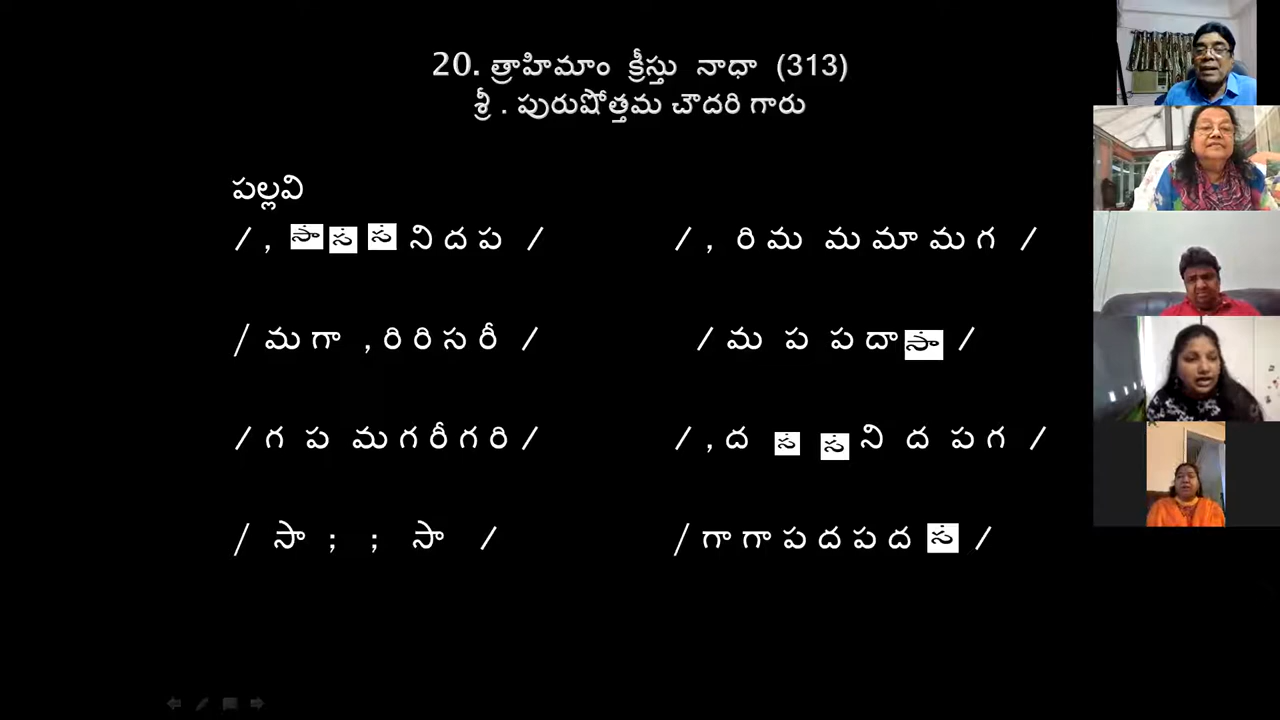 20. త్రాహిమాం క్రీస్తు నాధా (313)
శ్రీ . పురుషోత్తమ చౌదరి గారు
పల్లవి
/ , సా̇ స̇ స̇ ని ద ప / / , రి మ మ మా మ గ /
/ మ గా , రి రి స రీ / / మ ప ప దా సా̇ /
/ గ ప మ గ రీ గ రి / / , ద స̇ స̇ ని ద ప గ /
/ సా ; ; సా / / గా గా ప ద ప ద స̇ /